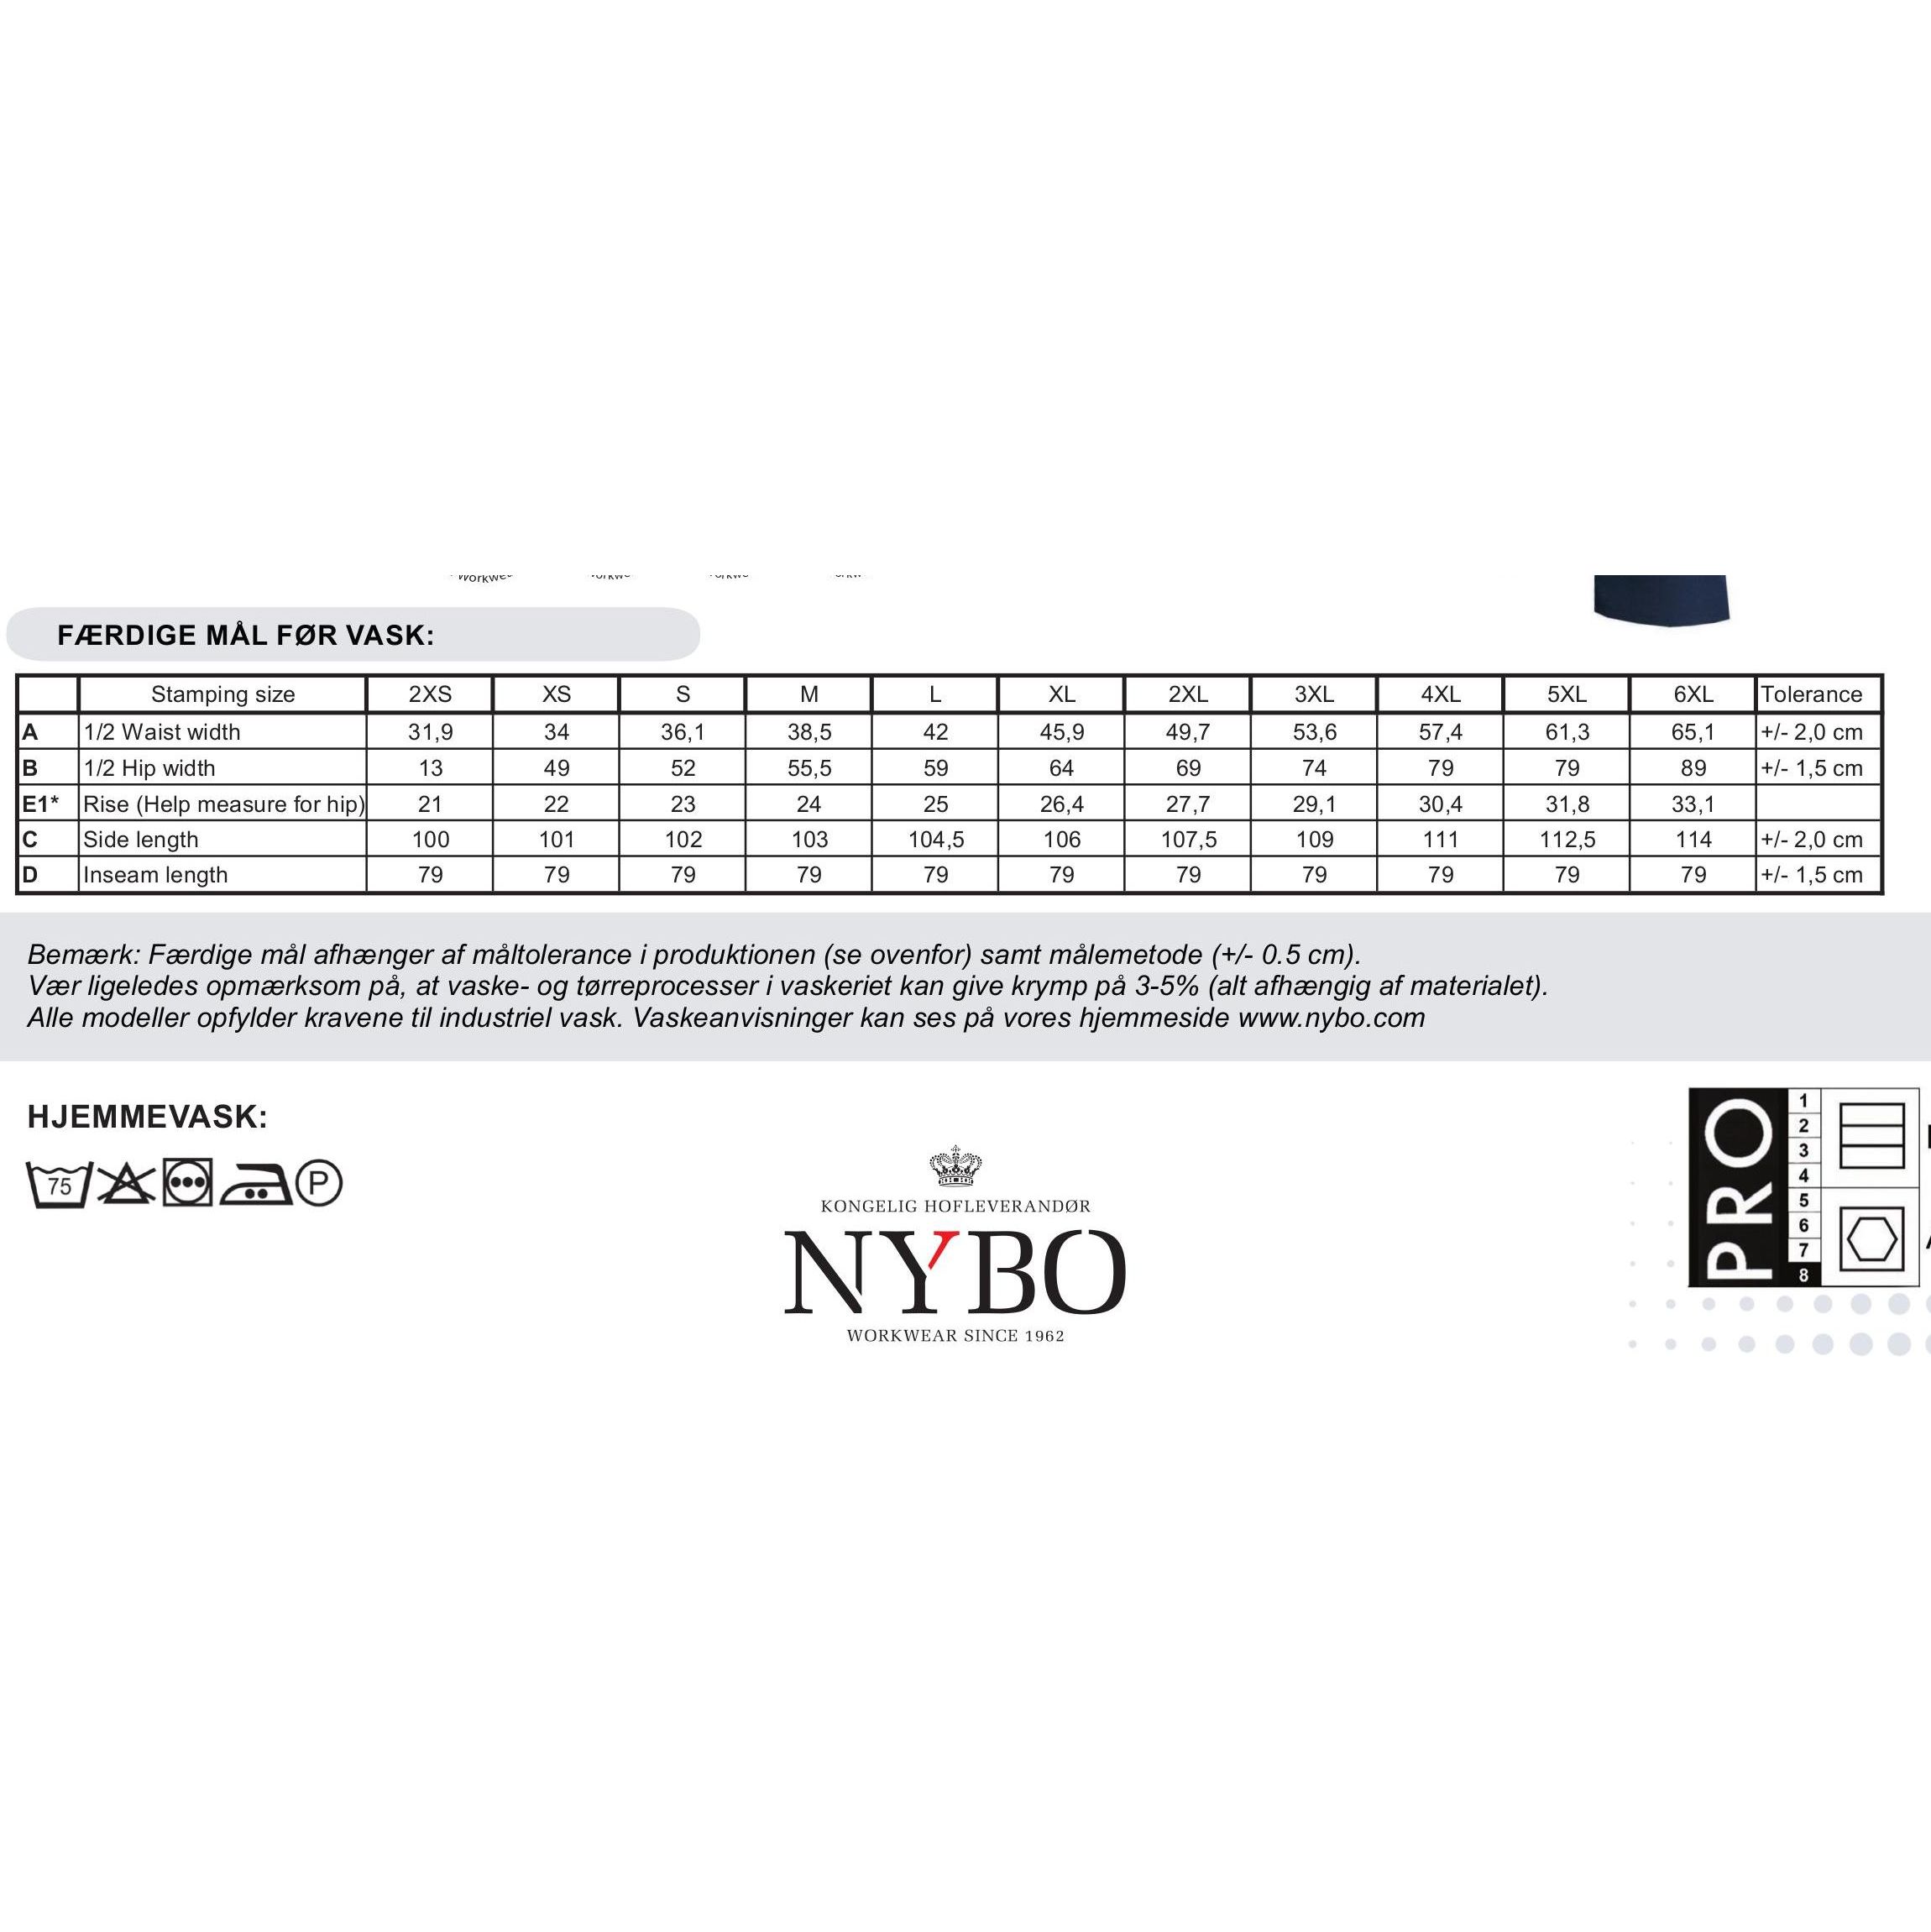 Workwe
FÆRDIGE MÅL FØR VASK:
Stamping size 2XS XS S M L XL 2XL 3XL 4XL 5XL 6XL Tolerance
A 1/2 Waist width 31,9 34 36,1 38,5 42 45,9 49,7 53,6 57,4 61,3 65,1 +/- 2,0 cm
B 1/2 Hip width 13 49 52 55,5 59 64 69 74 79 79 89 +/- 1,5 cm
E1* Rise (Help measure for hip) 21 22 23 24 25 26,4 27,7 29,1 30,4 31,8 33,1
C Side length 100 101 102 103 104,5 106 107,5 109 111 112,5 114 +/- 2,0 cm
D Inseam length 79 79 79 79 79 79 79 79 79 79 79 +/- 1,5 cm
Bemærk: Færdige mål afhænger af måltolerance i produktionen (se ovenfor) samt målemetode (+/- 0.5 cm).
Vær ligeledes opmærksom på, at vaske- og tørreprocesser i vaskeriet kan give krymp på 3-5% (alt afhængig af materialet).
Alle modeller opfylder kravene til industriel vask. Vaskeanvisninger kan ses på vores hjemmeside www.nybo.com
HJEMMEVASK:
75
P
KONGELIG HOFLEVERANDØR
NYBO
WORKWEAR SINCE 1962
PRO
1
2
3
4
5
6
7
8